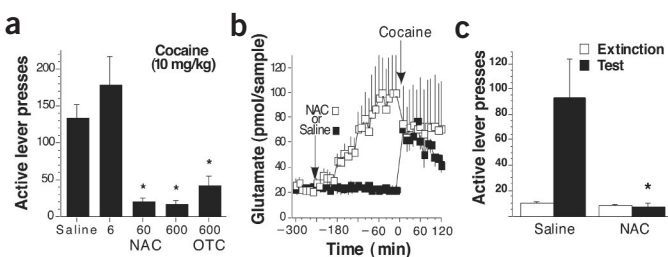 a
Active lever presses
200
150
100
50
0
Cocaine
(10 mg/kg)
* * *
Saline 6 60 600 600
NAC OTC
b
Cocaine
Glutamate (pmol/sample)
120
100
80
60
40
20
0
NAC
or
Saline
−300 −180 −60 0 60 120
Time (min)
c
Active lever presses
120
100
80
60
40
20
Extinction
Test
*
Saline NAC